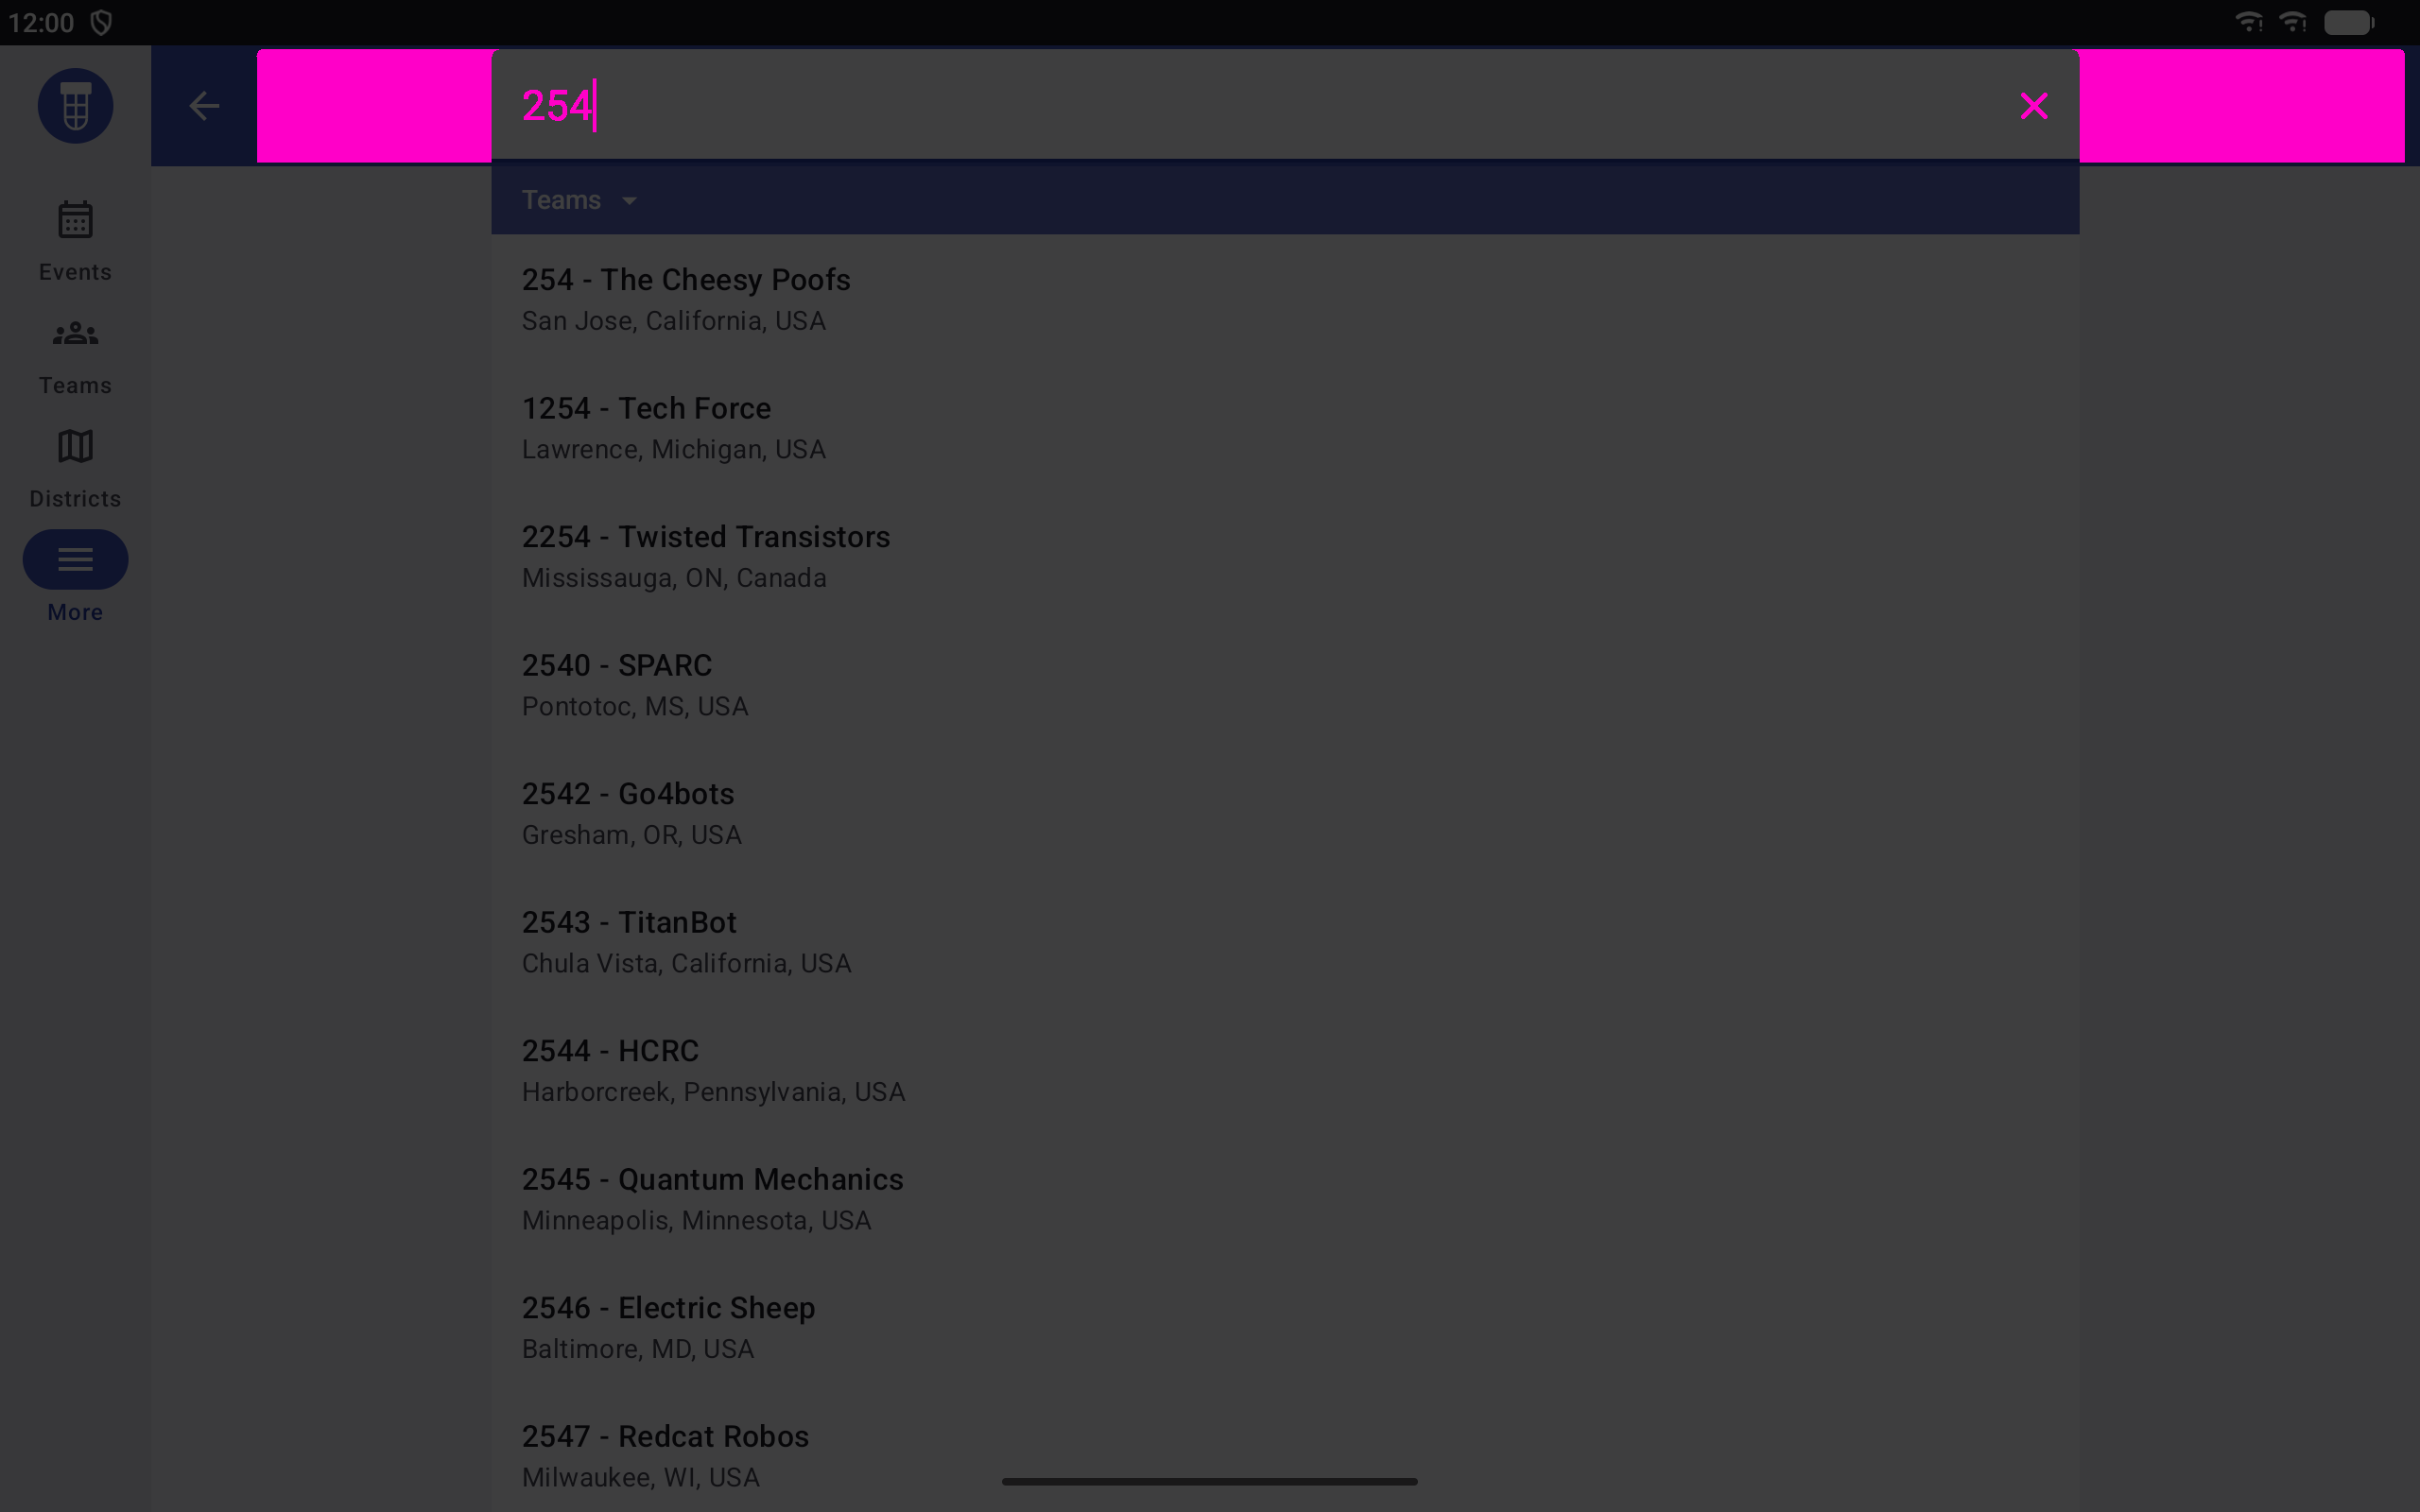 12:00
254
Teams
254 - The Cheesy Poofs
San Jose, California, USA
1254 - Tech Force
Lawrence, Michigan, USA
2254 - Twisted Transistors
Mississauga, ON, Canada
2540 - SPARC
Pontotoc, MS, USA
2542 - Go4bots
Gresham, OR, USA
2543 - TitanBot
Chula Vista, California, USA
2544 - HCRC
Harborcreek, Pennsylvania, USA
2545 - Quantum Mechanics
Minneapolis, Minnesota, USA
2546 - Electric Sheep
Baltimore, MD, USA
2547 - Redcat Robos
Milwaukee, WI, USA
Events
Teams
Districts
More